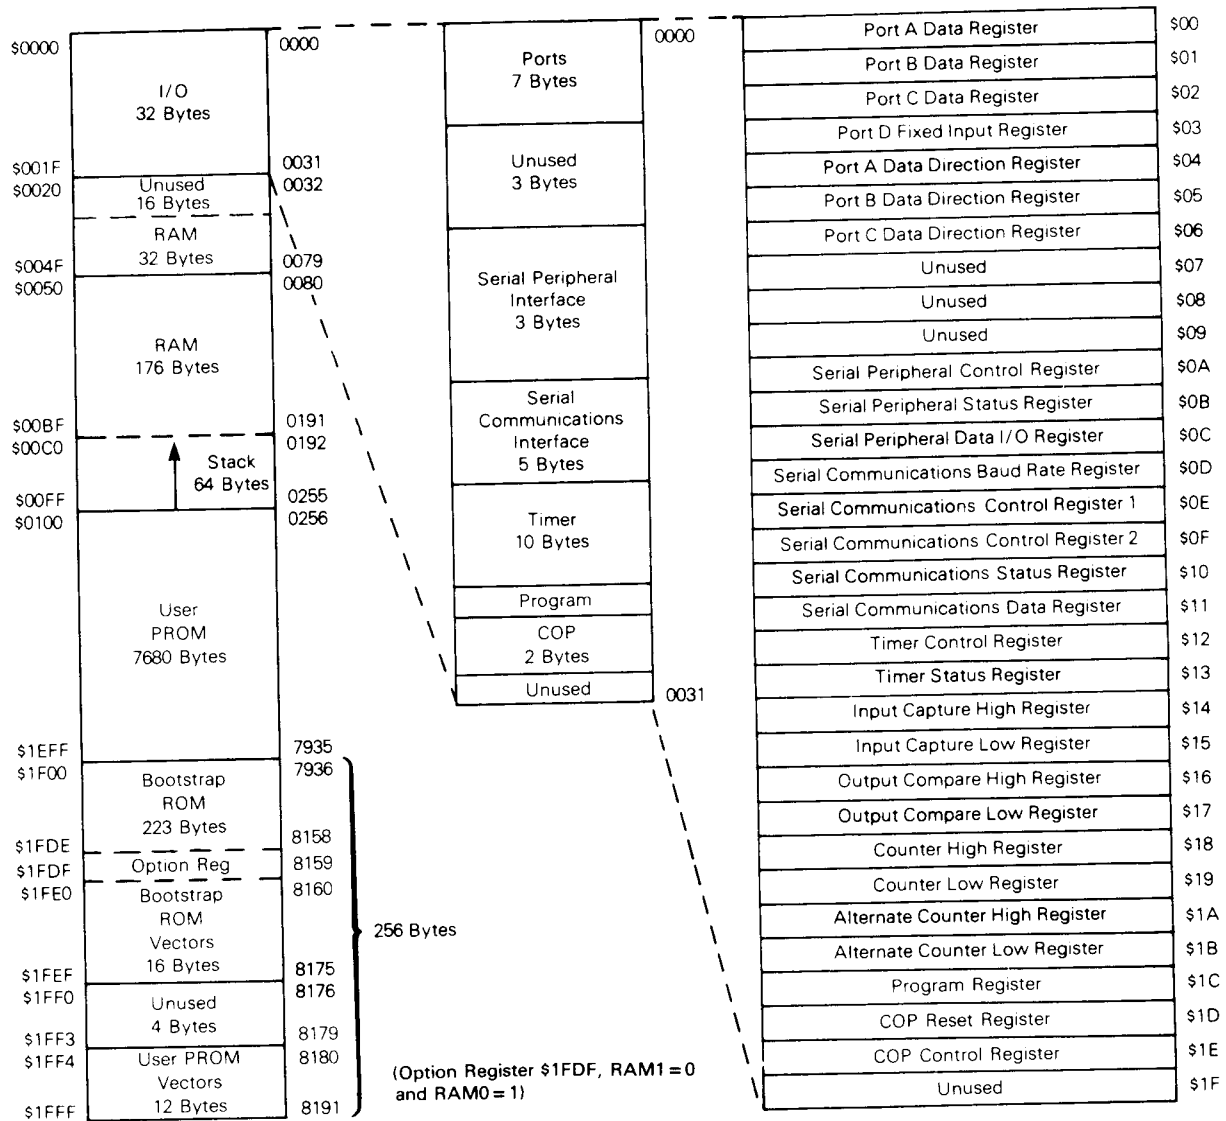 $0000
I/O
32 Bytes
0000
$001F
0031
$0020
Unused
16 Bytes
0032
RAM
32 Bytes
$004F
0079
$0050
0080
RAM
176 Bytes
$00BF
0191
$00C0
0192
Stack
64 Bytes
$00FF
0255
$0100
0256
User
PROM
7680 Bytes
$1EFF
7935
$1F00
7936
Bootstrap
ROM
223 Bytes
$1FDE
8158
$1FDF
Option Reg
8159
$1FE0
8160
Bootstrap
ROM
Vectors
16 Bytes
$1FEF
8175
$1FF0
8176
Unused
4 Bytes
$1FF3
8179
$1FF4
User PROM
8180
Vectors
12 Bytes
$1FFF
8191
256 Bytes
(Option Register $1FDF, RAM1=0
and RAM0=1)
0000
Ports
7 Bytes
Unused
3 Bytes
Serial Peripheral
Interface
3 Bytes
Serial
Communications
Interface
5 Bytes
Timer
10 Bytes
Program
COP
2 Bytes
Unused
0031
Port A Data Register $00
Port B Data Register $01
Port C Data Register $02
Port D Fixed Input Register $03
Port A Data Direction Register $04
Port B Data Direction Register $05
Port C Data Direction Register $06
Unused $07
Unused $08
Unused $09
Serial Peripheral Control Register $0A
Serial Peripheral Status Register $0B
Serial Peripheral Data I/O Register $0C
Serial Communications Baud Rate Register $0D
Serial Communications Control Register 1 $0E
Serial Communications Control Register 2 $0F
Serial Communications Status Register $10
Serial Communications Data Register $11
Timer Control Register $12
Timer Status Register $13
Input Capture High Register $14
Input Capture Low Register $15
Output Compare High Register $16
Output Compare Low Register $17
Counter High Register $18
Counter Low Register $19
Alternate Counter High Register $1A
Alternate Counter Low Register $1B
Program Register $1C
COP Reset Register $1D
COP Control Register $1E
Unused $1F